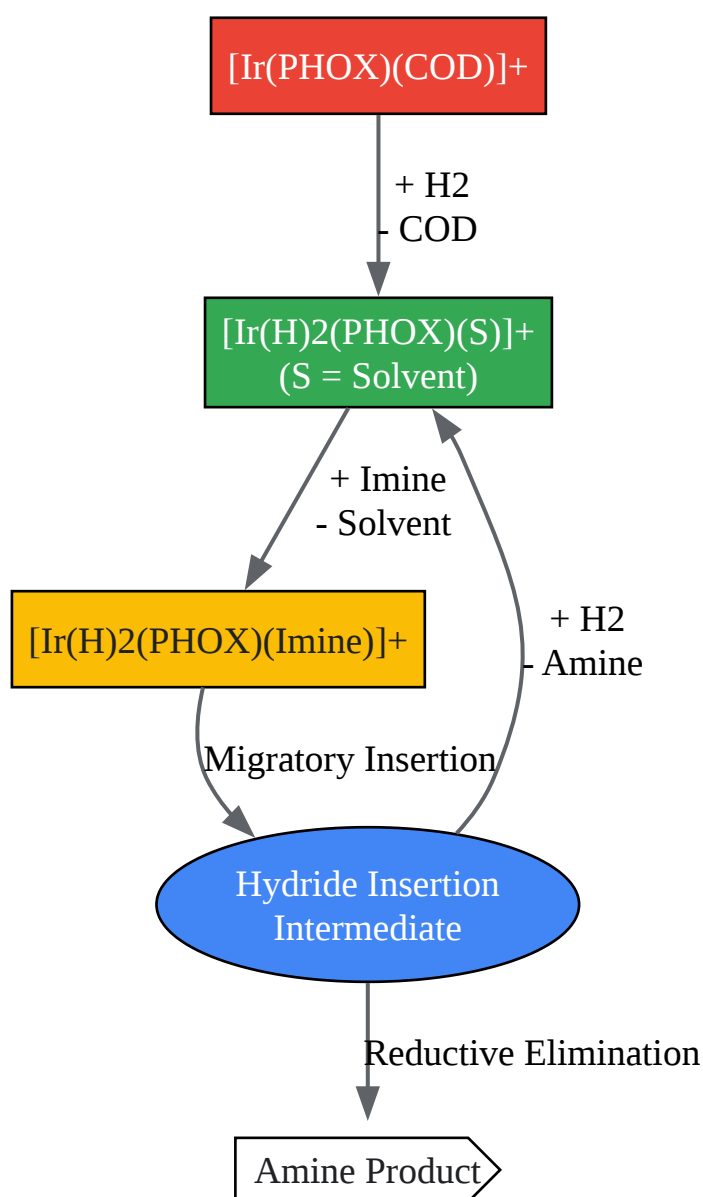 [Ir(PHOX)(COD)]+
+ H2
- COD
[Ir(H)2(PHOX)(S)]+
(S = Solvent)
+ Imine
- Solvent
[Ir(H)2(PHOX)(Imine)]+
+ H2
- Amine
Migratory Insertion
Hydride Insertion
Intermediate
Reductive Elimination
Amine Product